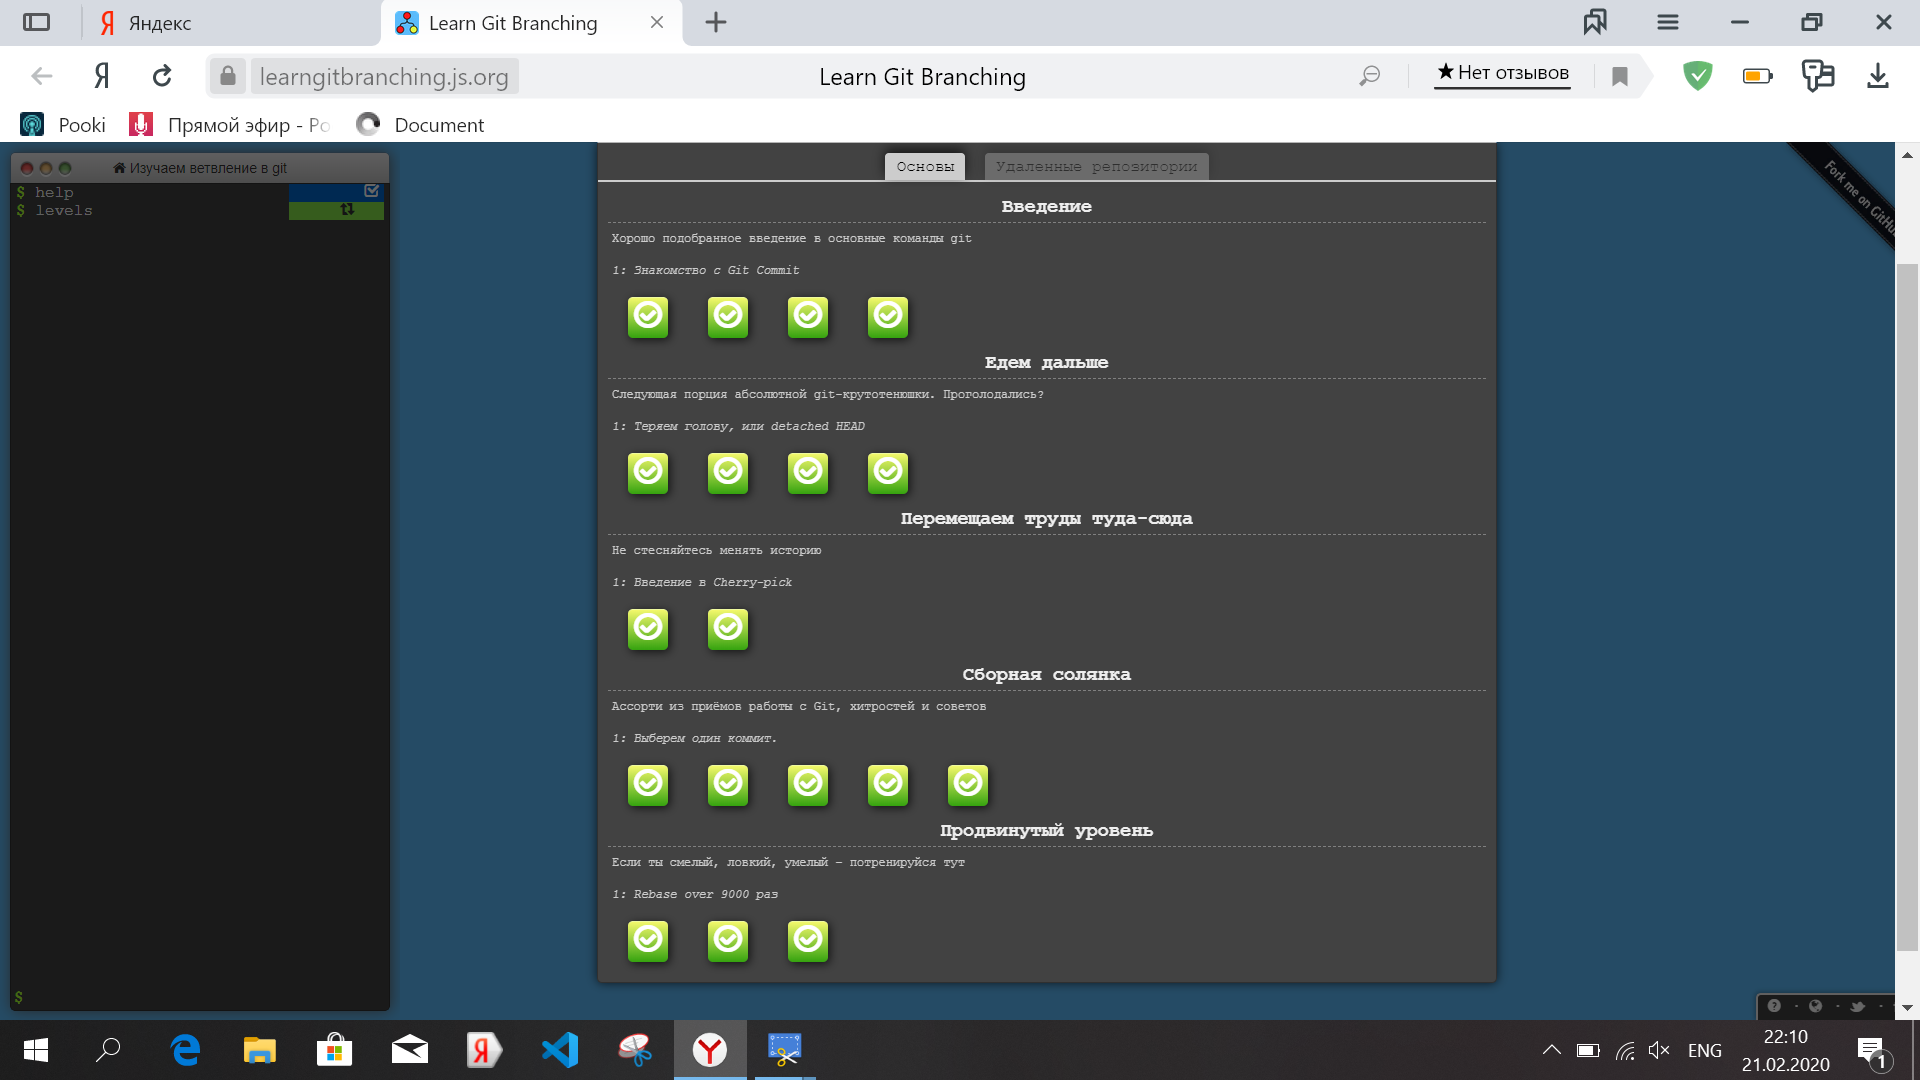 Яндекс
Learn Git Branching
learngitbranching.js.org
Learn Git Branching
★ Нет отзывов
Pooki
Прямой эфир - Ро
Document
Изучаем ветвление в git
$ help
$ levels
$
Основы
Удаленные репозитории
Введение
Хорошо подобранное введение в основные команды git
1: Знакомство с Git Commit
Едем дальше
Следующая порция абсолютной git-крутотенюшки. Проголодались?
1: Теряем голову, или detached HEAD
Перемещаем труды туда-сюда
Не стесняйтесь менять историю
1: Введение в Cherry-pick
Сборная солянка
Ассорти из приёмов работы с Git, хитростей и советов
1: Выберем один коммит.
Продвинутый уровень
Если ты смелый, ловкий, умелый - потренируйся тут
1: Rebase over 9000 раз
Fork me on GitHu
ENG
22:10
21.02.2020
1